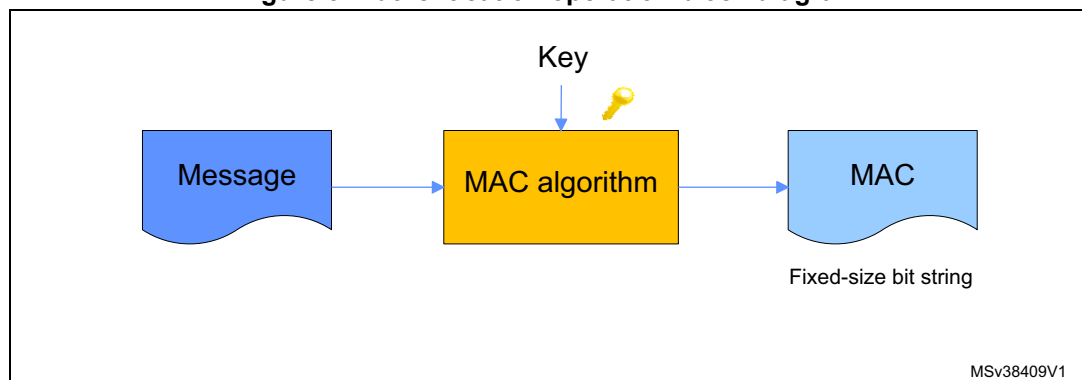 Key
Message
MAC algorithm
MAC
Fixed-size bit string
MSv38409V1